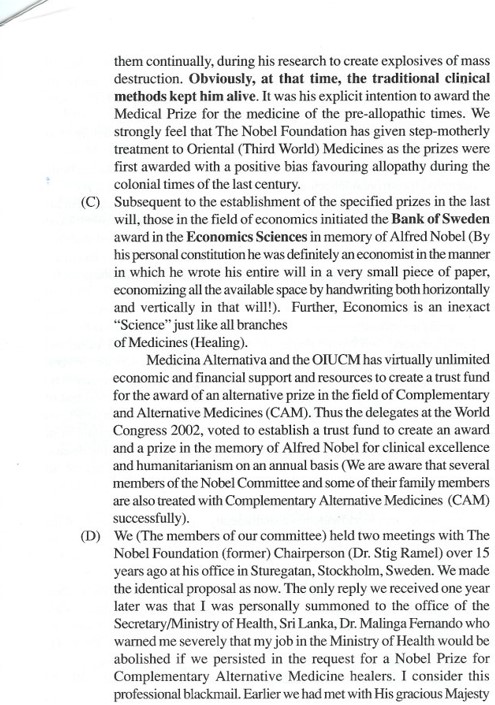 them continually, during his research to create explosives of mass
destruction. Obviously, at that time, the traditional clinical
methods kept him alive. It was his explicit intention to award the
Medical Prize for the medicine of the pre-allopathic times. We
strongly feel that The Nobel Foundation has given step-motherly
treatment to Oriental (Third World) Medicines as the prizes were
first awarded with a positive bias favouring allopathy during the
colonial times of the last century.
(C) Subsequent to the establishment of the specified prizes in the last
will, those in the field of economics initiated the Bank of Sweden
award in the Economics Sciences in memory of Alfred Nobel (By
his personal constitution he was definitely an economist in the manner
in which he wrote his entire will in a very small piece of paper,
economizing all the available space by handwriting both horizontally
and vertically in that will!). Further, Economics is an inexact
“Science” just like all branches
of Medicines (Healing).
Medicina Alternativa and the OIUCM has virtually unlimited
economic and financial support and resources to create a trust fund
for the award of an alternative prize in the field of Complementary
and Alternative Medicines (CAM). Thus the delegates at the World
Congress 2002, voted to establish a trust fund to create an award
and a prize in the memory of Alfred Nobel for clinical excellence
and humanitarianism on an annual basis (We are aware that several
members of the Nobel Committee and some of their family members
are also treated with Complementary Alternative Medicines (CAM)
successfully).
(D) We (The members of our committee) held two meetings with The
Nobel Foundation (former) Chairperson (Dr. Stig Ramel) over 15
years ago at his office in Sturegatan, Stockholm, Sweden. We made
the identical proposal as now. The only reply we received one year
later was that I was personally summoned to the office of the
Secretary/Ministry of Health, Sri Lanka, Dr. Malinga Fernando who
warned me severely that my job in the Ministry of Health would be
abolished if we persisted in the request for a Nobel Prize for
Complementary Alternative Medicine healers. I consider this
professional blackmail. Earlier we had met with His gracious Majesty